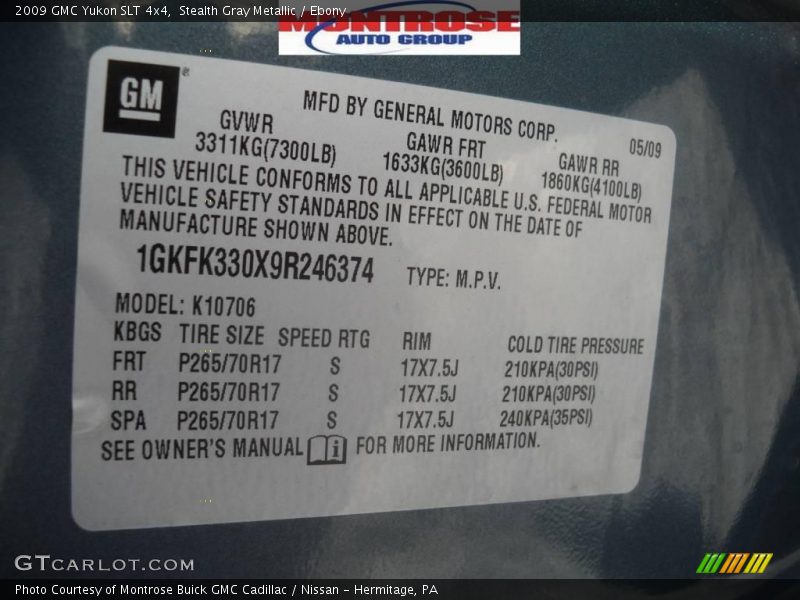 2009 GMC Yukon SLT 4x4,  Stealth Gray Metallic / Ebony
MONTROSE
AUTO GROUP
GM
®
MFD BY GENERAL MOTORS CORP.
05/09
GVWR
GAWR FRT
GAWR RR
3311KG(7300LB)
1633KG(3600LB)
1860KG(4100LB)
THIS VEHICLE CONFORMS TO ALL APPLICABLE U.S. FEDERAL MOTOR
VEHICLE SAFETY STANDARDS IN EFFECT ON THE DATE OF
MANUFACTURE SHOWN ABOVE.
1GKFK330X9R246374 TYPE: M.P.V.
MODEL: K10706
KBGS TIRE SIZE SPEED RTG RIM COLD TIRE PRESSURE
FRT P265/70R17 S 17X7.5J 210KPA(30PSI)
RR P265/70R17 S 17X7.5J 210KPA(30PSI)
SPA P265/70R17 S 17X7.5J 240KPA(35PSI)
SEE OWNER'S MANUAL i FOR MORE INFORMATION.
GTCARLOT.COM
Photo Courtesy of Montrose Buick GMC Cadillac / Nissan - Hermitage, PA